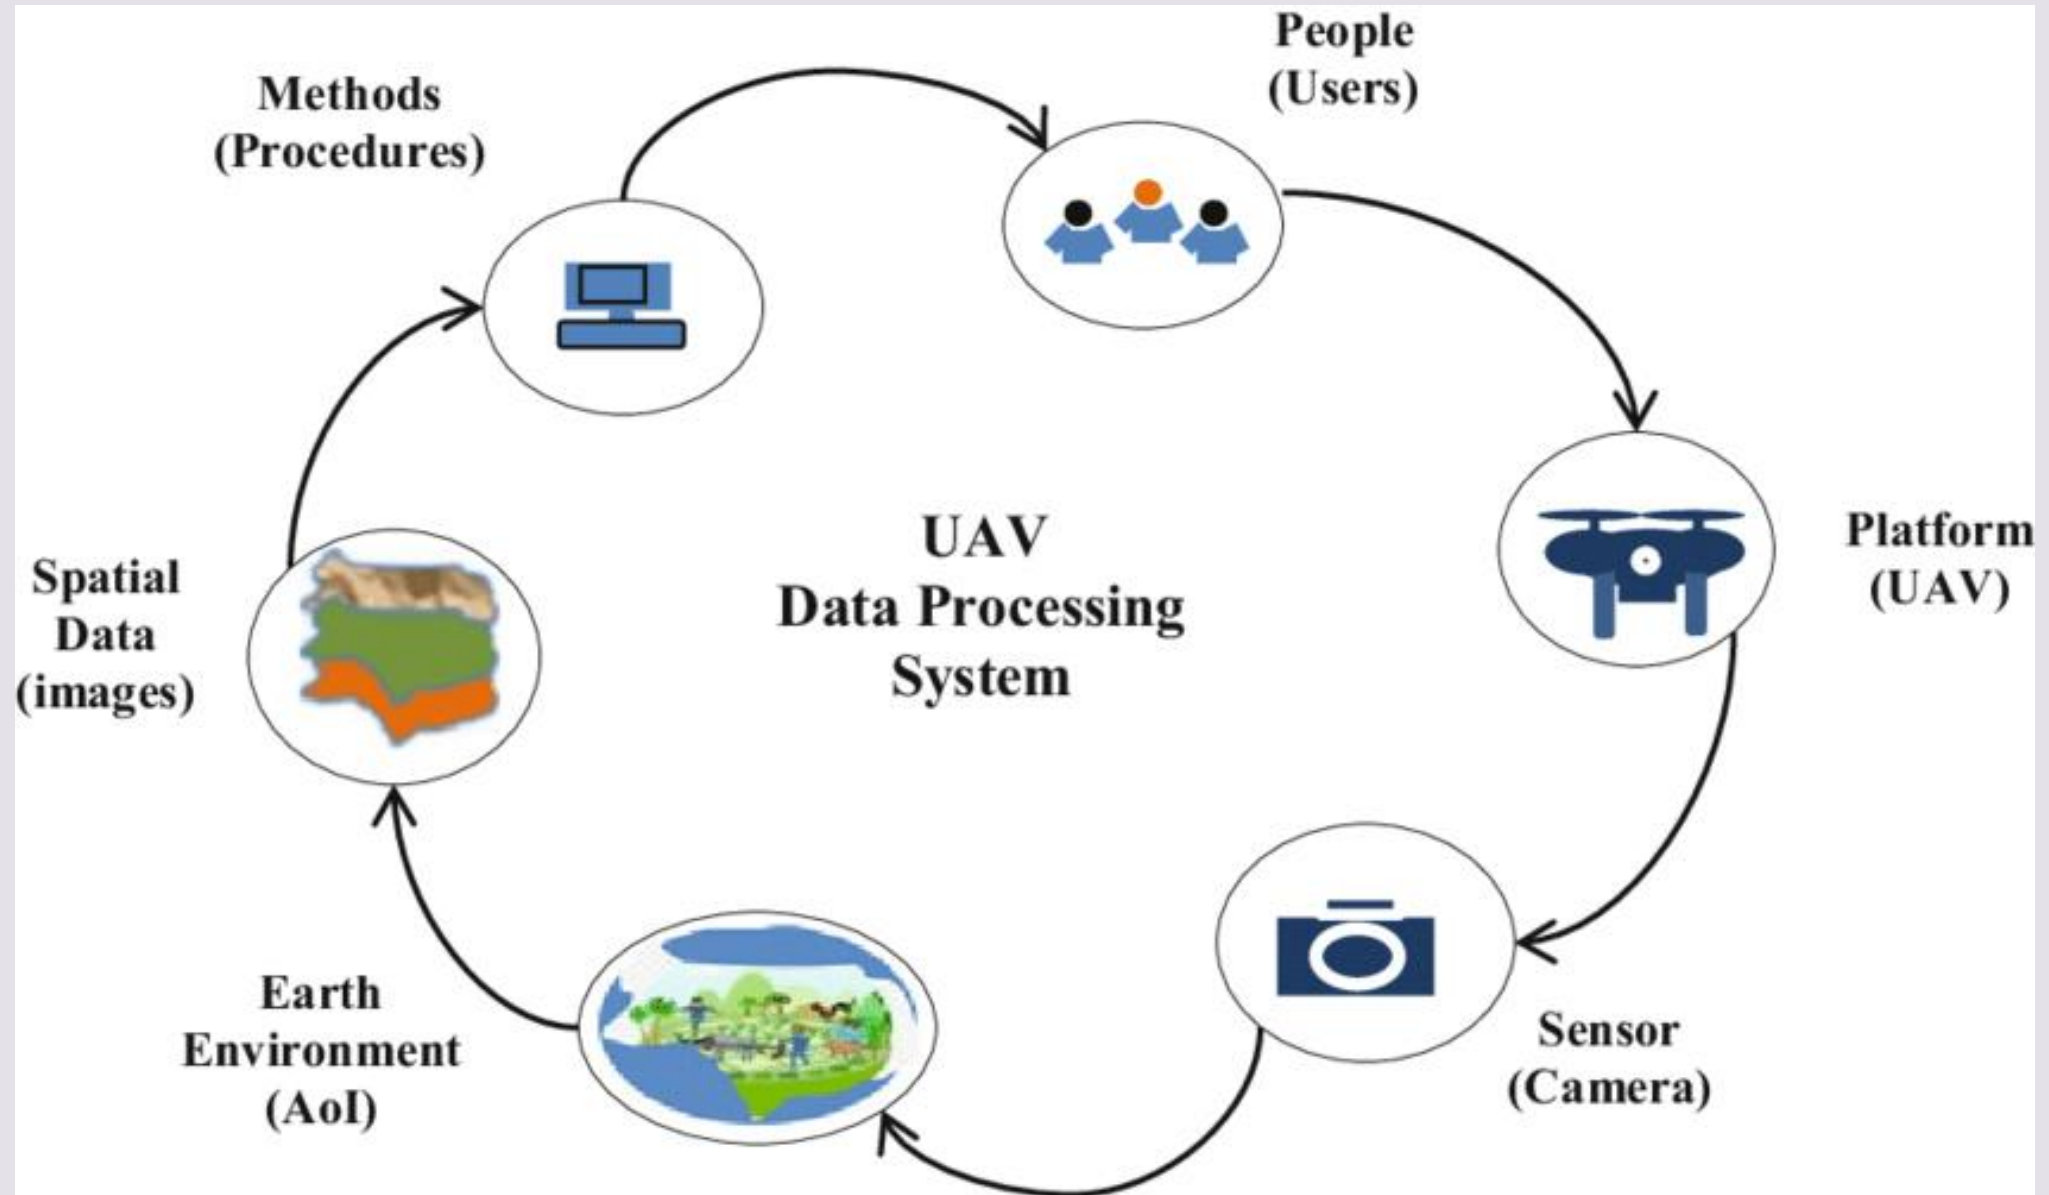 People
(Users)
Methods
(Procedures)
Platform
(UAV)
UAV
Data Processing
System
Spatial
Data
(images)
Earth
Environment
(AoI)
Sensor
(Camera)